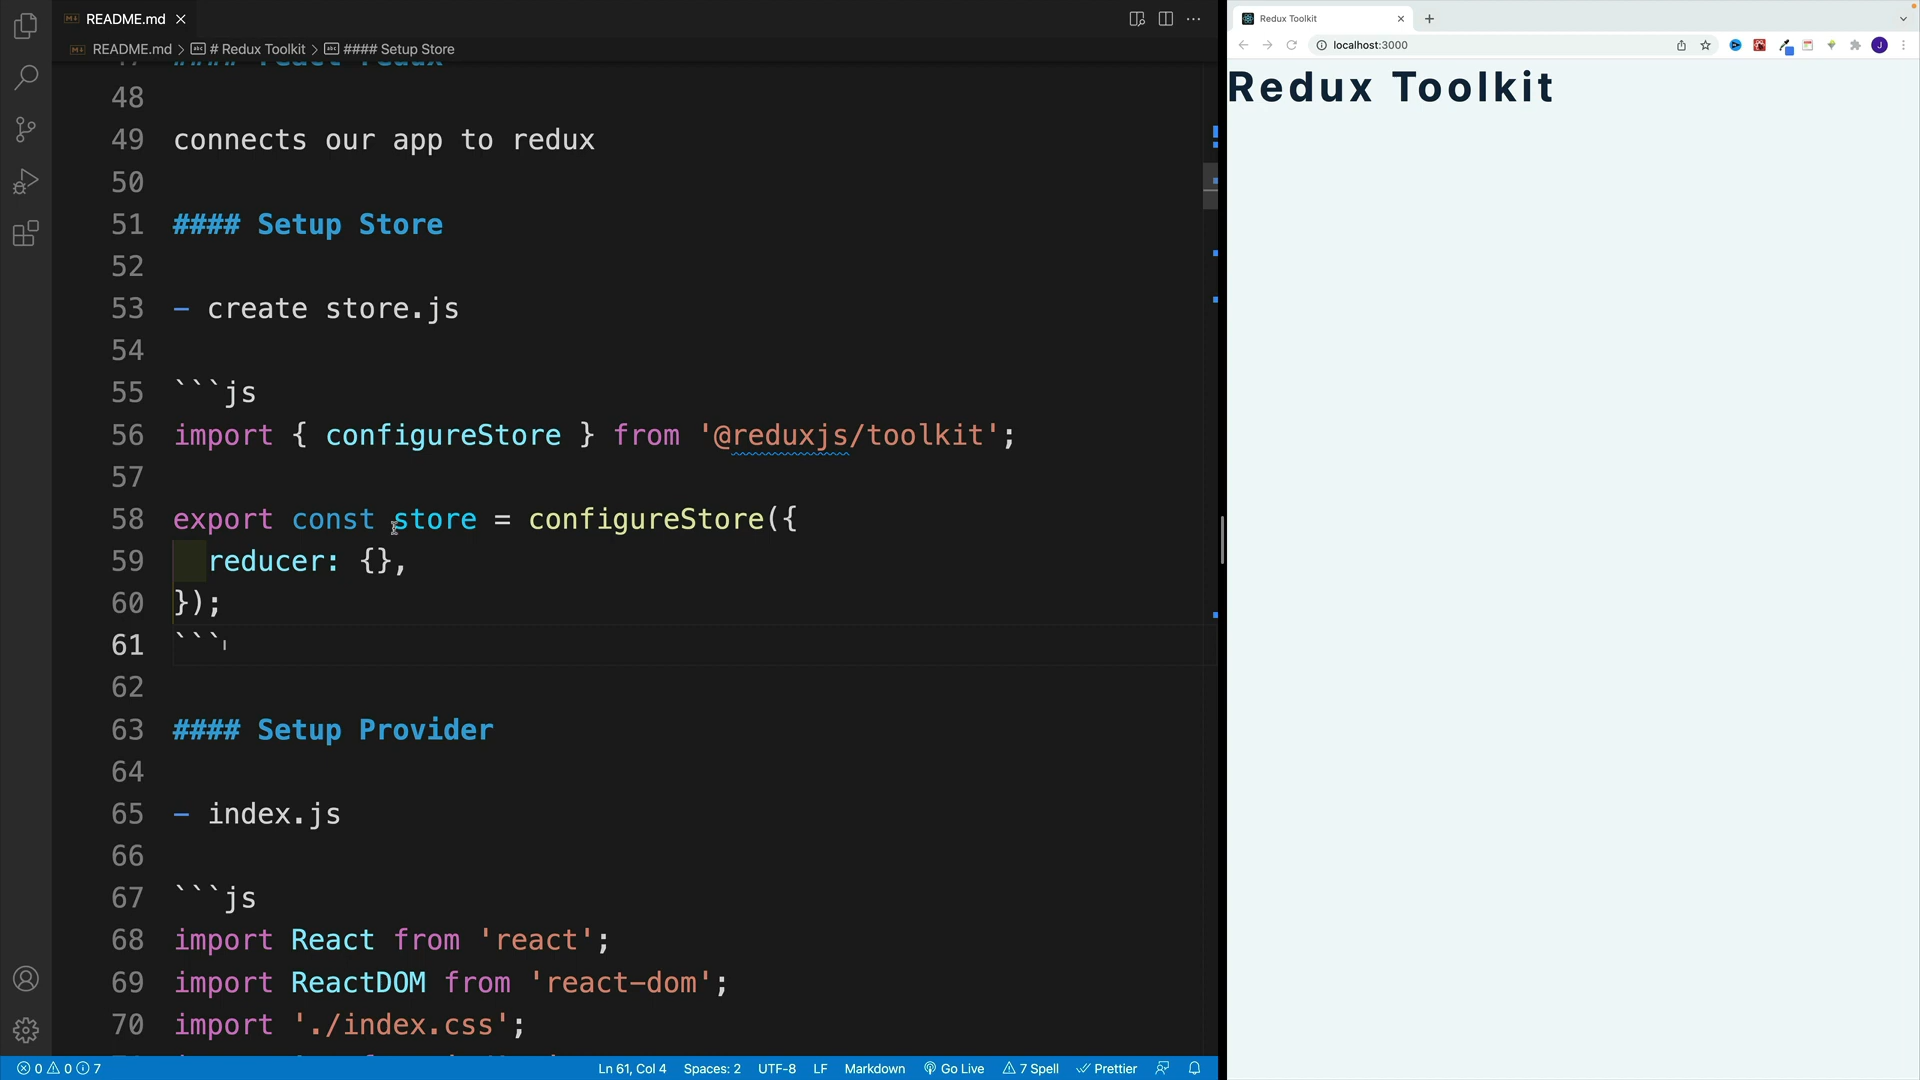 README.md
README.md > # Redux Toolkit > #### Setup Store
#### react-redux
48
49 connects our app to redux
50
51 #### Setup Store
52
53 - create store.js
54
55 ```js
56 import { configureStore } from '@reduxjs/toolkit';
57
58 export const store = configureStore({
59 reducer: {},
60 });
61 ```
62
63 #### Setup Provider
64
65 - index.js
66
67 ```js
68 import React from 'react';
69 import ReactDOM from 'react-dom';
70 import './index.css';
0 0 7 Ln 61, Col 4 Spaces: 2 UTF-8 LF Markdown Go Live 7 Spell Prettier
Redux Toolkit
localhost:3000 J
Redux Toolkit